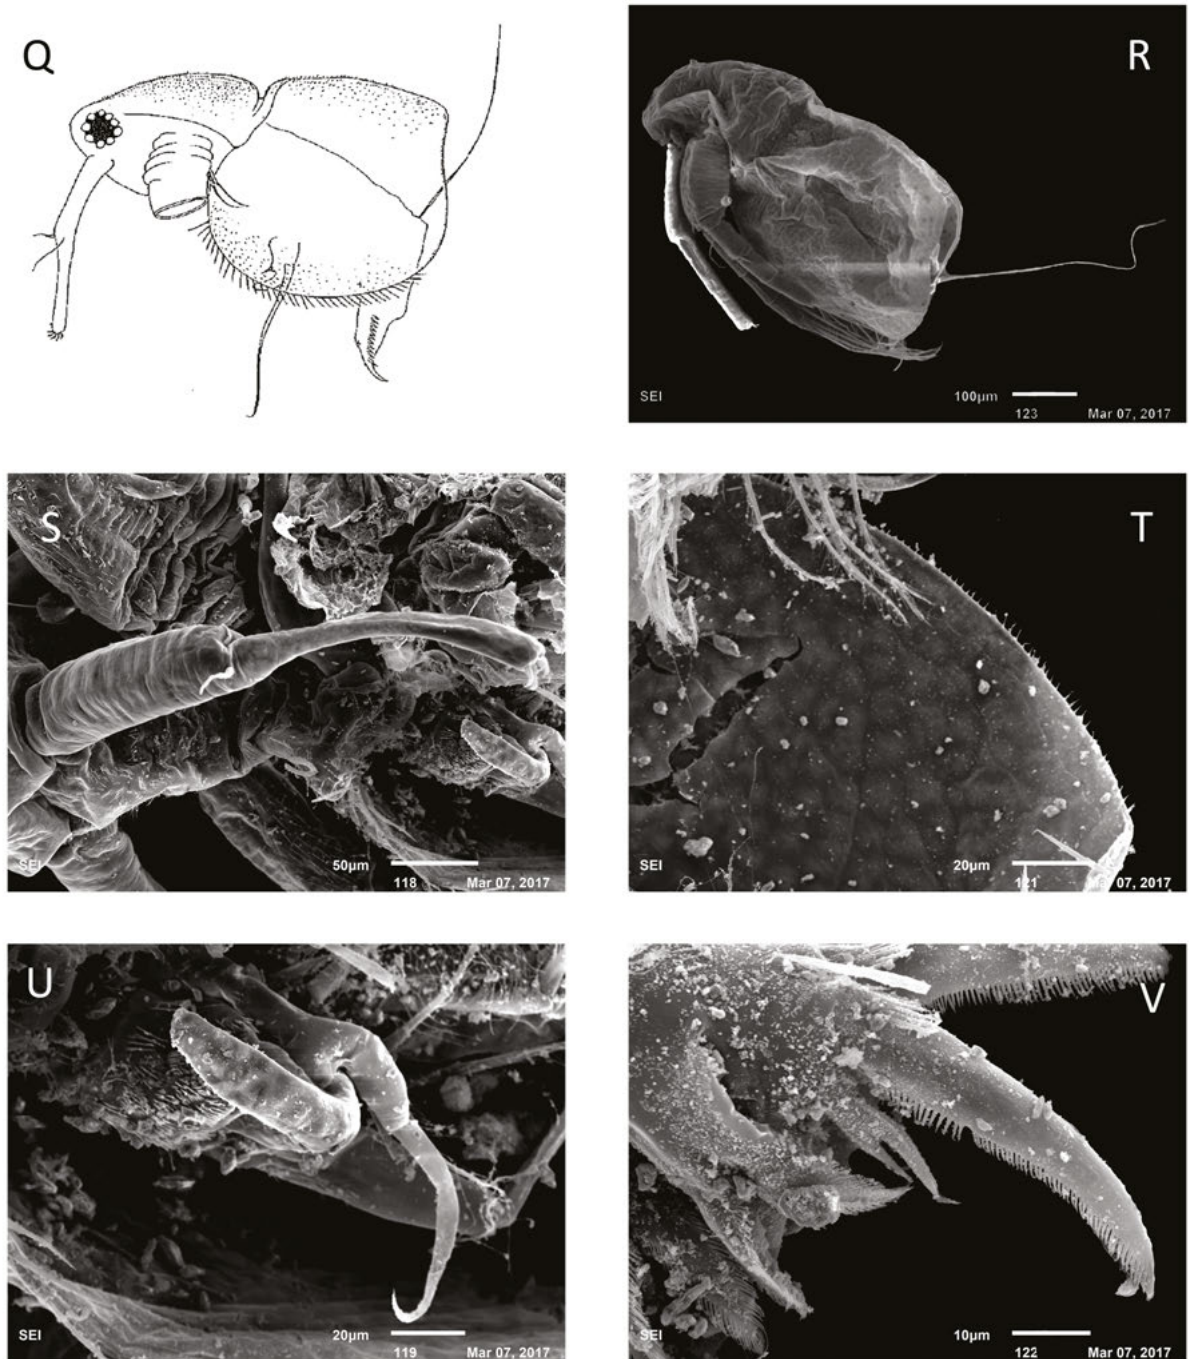 Q
R
SEI 100µm
123 Mar 07, 2017
S
SEI 50µm
118 Mar 07, 2017
T
SEI 20µm
121 Mar 07, 2017
U
SEI 20µm
119 Mar 07, 2017
V
SEI 10µm
122 Mar 07, 2017